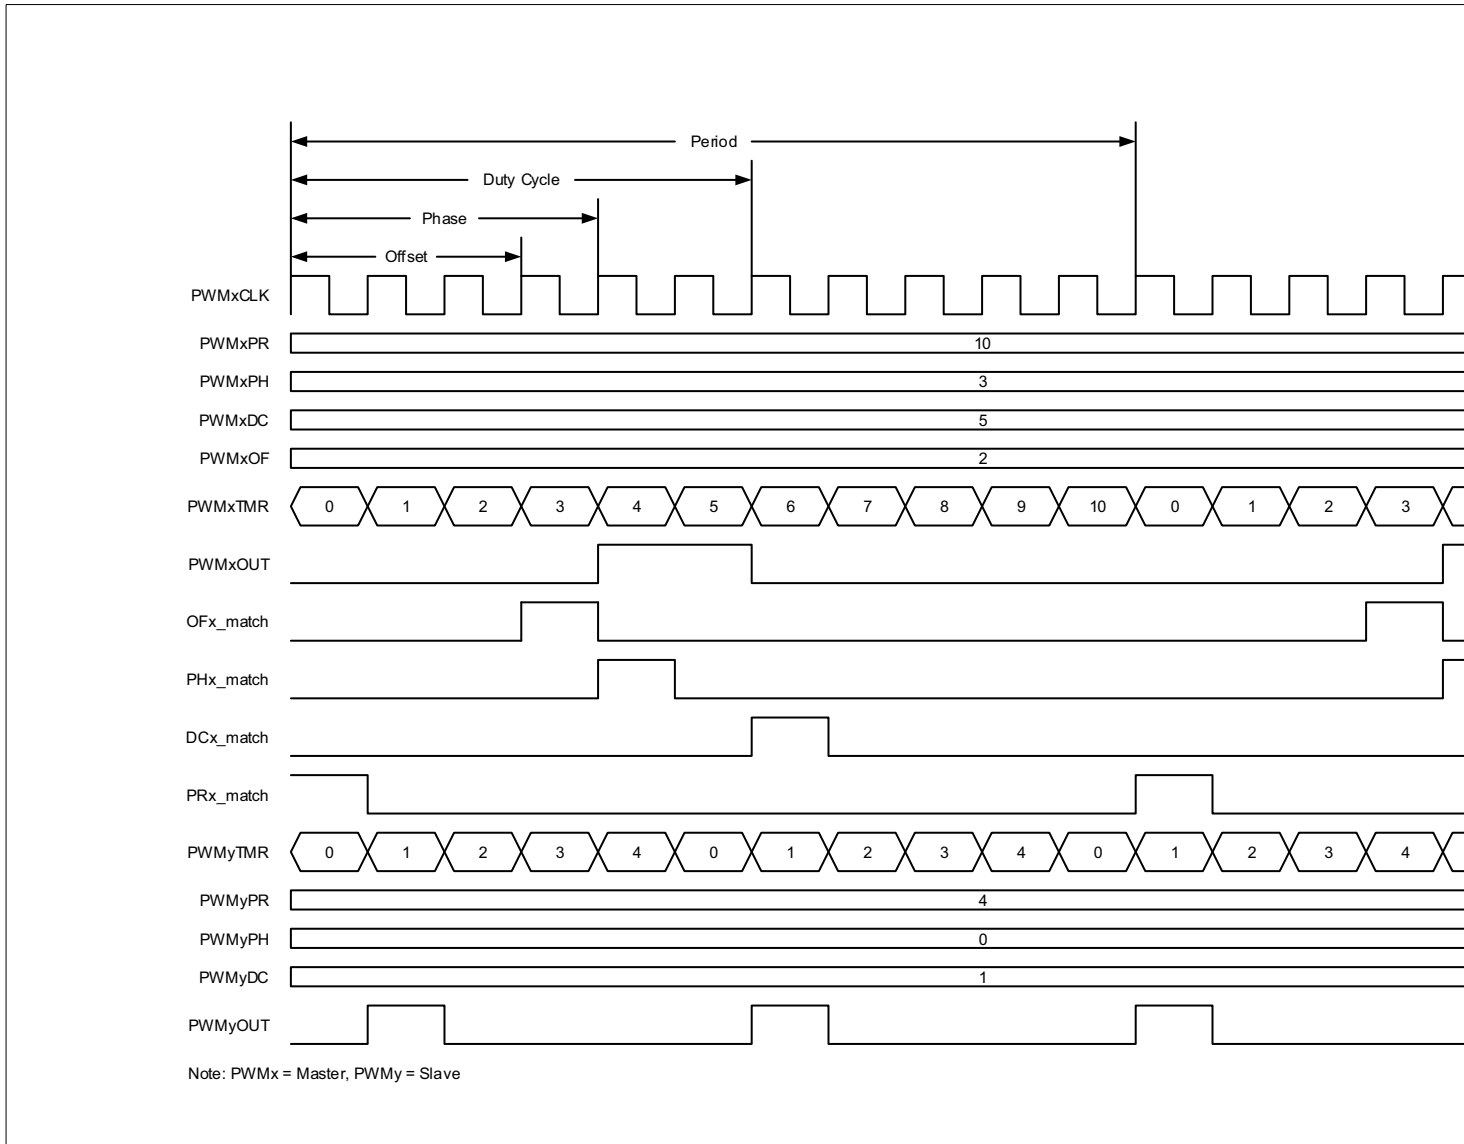 Period
Duty Cycle
Phase
Offset
PWMxCLK
PWMxPR 10
PWMxPH 3
PWMxDC 5
PWMxOF 2
PWMxTMR 0 1 2 3 4 5 6 7 8 9 10 0 1 2 3
PWMxOUT
OFx_match
PHx_match
DCx_match
PRx_match
PWMyTMR 0 1 2 3 4 0 1 2 3 4 0 1 2 3 4
PWMyPR 4
PWMyPH 0
PWMyDC 1
PWMyOUT
Note: PWMx = Master, PWMy = Slave